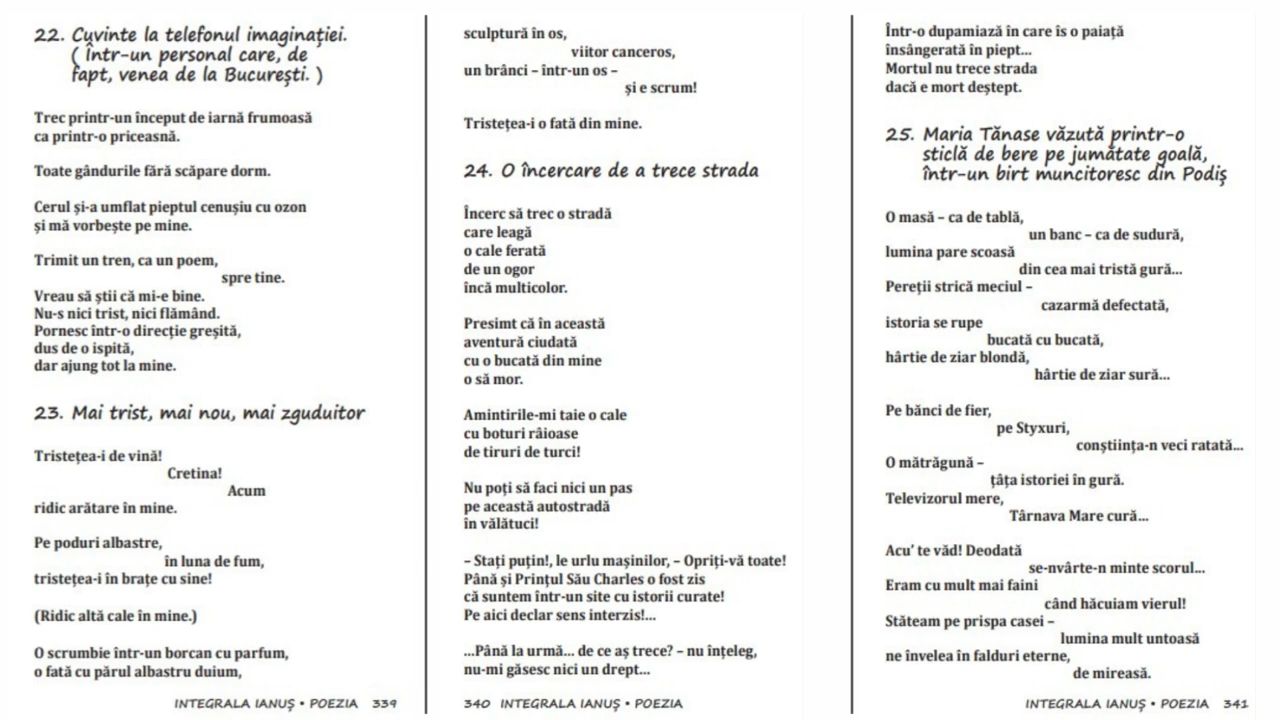 22. Cuvinte la telefonul imaginației.
( Într-un personal care, de
fapt, venea de la București. )
Trec printr-un început de iarnă frumoasă
ca printr-o priceasnă.
Toate gândurile fără scăpare dorm.
Cerul și-a umflat pieptul cenușiu cu ozon
și mă vorbește pe mine.
Trimit un tren, ca un poem,
spre tine.
Vreau să știi că mi-e bine.
Nu-s nici trist, nici flămând.
Pornesc într-o direcție greșită,
dus de o ispită,
dar ajung tot la mine.
23. Mai trist, mai nou, mai zguduitor
Tristețea-i de vină!
Cretina!
Acum
ridic arătare în mine.
Pe poduri albastre,
în luna de fum,
tristețea-i în brațe cu sine!
(Ridic altă cale în mine.)
O scrumbie într-un borcan cu parfum,
o fată cu părul albastru duium,
INTEGRALA IANUȘ • POEZIA 339
sculptură în os,
viitor canceros,
un brânci – într-un os –
și e scrum!
Tristețea-i o fată din mine.
24. O încercare de a trece strada
Încerc să trec o stradă
care leagă
o cale ferată
de un ogor
încă multicolor.
Presimt că în această
aventură ciudată
cu o bucată din mine
o să mor.
Amintirile-mi taie o cale
cu boturi râioase
de tiruri de turci!
Nu poți să faci nici un pas
pe această autostradă
în vălătuci!
– Stați puțin!, le urlu mașinilor, – Opriți-vă toate!
Până și Prințul Său Charles o fost zis
că suntem într-un site cu istorii curate!
Pe aici declar sens interzis!...
...Până la urmă... de ce aș trece? – nu înțeleg,
nu-mi găsesc nici un drept...
340 INTEGRALA IANUȘ • POEZIA
Într-o dupamiază în care îs o paiață
însângerată în piept...
Mortul nu trece strada
dacă e mort deștept.
25. Maria Tănase văzută printr-o
sticlă de bere pe jumătate goală,
într-un birt muncitoresc din Podiș
O masă – ca de tablă,
un banc – ca de sudură,
lumina pare scoasă
din cea mai tristă gură...
Pereții strică meciul –
cazarmă defectată,
istoria se rupe
bucată cu bucată,
hârtie de ziar blondă,
hârtie de ziar sură...
Pe bănci de fier,
pe Styxuri,
conștiința-n veci ratată...
O mătrăgună –
țâța istoriei în gură.
Televizorul mere,
Târnava Mare cură...
Acu' te văd! Deodată
se-nvârte-n minte scorul...
Eram cu mult mai faini
când hăcuiam vierul!
Stăteam pe prispa casei –
lumina mult untoasă
ne învelea în falduri eterne,
de mireasă.
INTEGRALA IANUȘ • POEZIA 341